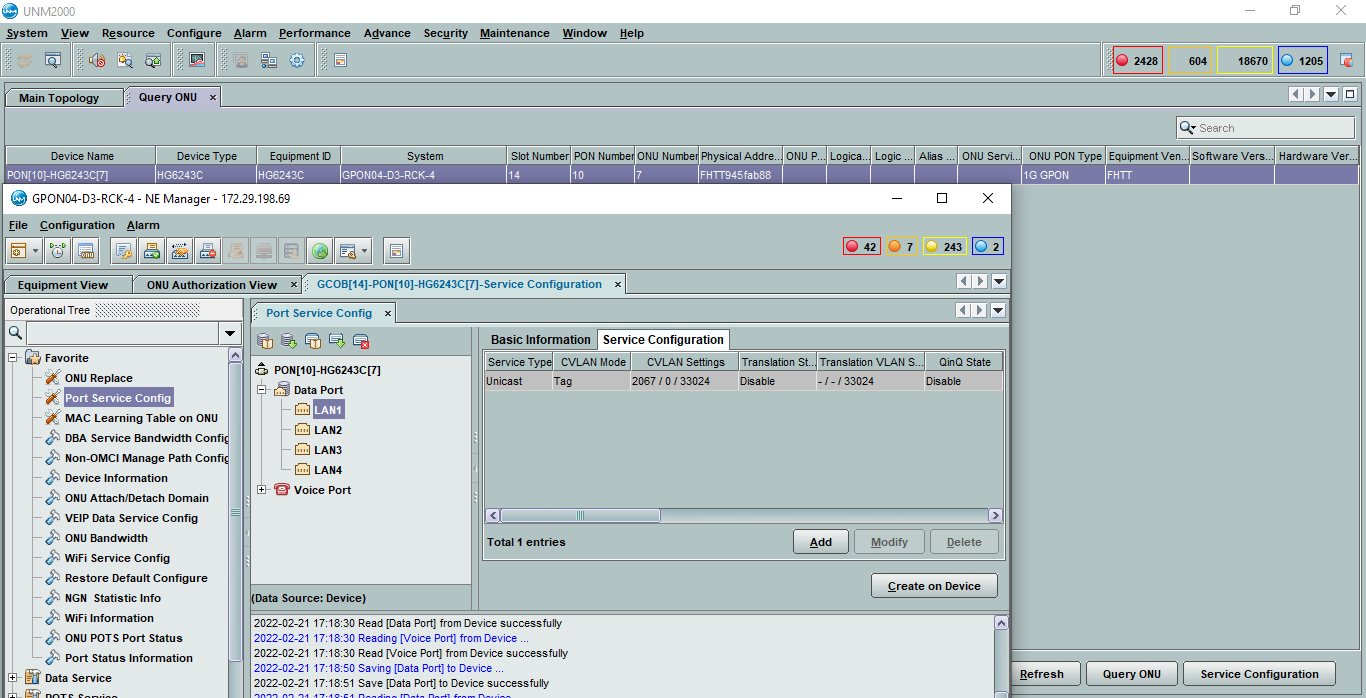 UNM2000
System View Resource Configure Alarm Performance Advance Security Maintenance Window Help
2428 604 18670 1205
Main Topology Query ONU ×
Search
Device Name Device Type Equipment ID System Slot Number PON Number ONU Number Physical Addre... ONU P... Logica... Logic ... Alias ... ONU Servi... ONU PON Type Equipment Ven... Software Vers... Hardware Ver...
PON[10]-HG6243C[7] HG6243C HG6243C GPON04-D3-RCK-4 14 10 7 FHTT945fab88 1G GPON FHTT
GPON04-D3-RCK-4 - NE Manager - 172.29.198.69
File Configuration Alarm
42 7 243 2
Equipment View ONU Authorization View × GCOB[14]-PON[10]-HG6243C[7]-Service Configuration ×
Operational Tree
Favorite
ONU Replace
Port Service Config
MAC Learning Table on ONU
DBA Service Bandwidth Config
Non-OMCI Manage Path Config
Device Information
ONU Attach/Detach Domain
VEIP Data Service Config
ONU Bandwidth
WiFi Service Config
Restore Default Configure
NGN Statistic Info
WiFi Information
ONU POTS Port Status
Port Status Information
Data Service
POTS Service
Port Service Config ×
PON[10]-HG6243C[7]
Data Port
LAN1
LAN2
LAN3
LAN4
Voice Port
(Data Source: Device)
Basic Information Service Configuration
Service Type CVLAN Mode CVLAN Settings Translation St... Translation VLAN S... QinQ State
Unicast Tag 2067 / 0 / 33024 Disable - / - / 33024 Disable
Total 1 entries
Add Modify Delete
Create on Device
2022-02-21 17:18:30 Read [Data Port] from Device successfully
2022-02-21 17:18:30 Reading [Voice Port] from Device ...
2022-02-21 17:18:30 Read [Voice Port] from Device successfully
2022-02-21 17:18:50 Saving [Data Port] to Device ...
2022-02-21 17:18:51 Save [Data Port] to Device successfully
2022-02-21 17:18:51 Reading [Data Port] from Device
Refresh Query ONU Service Configuration